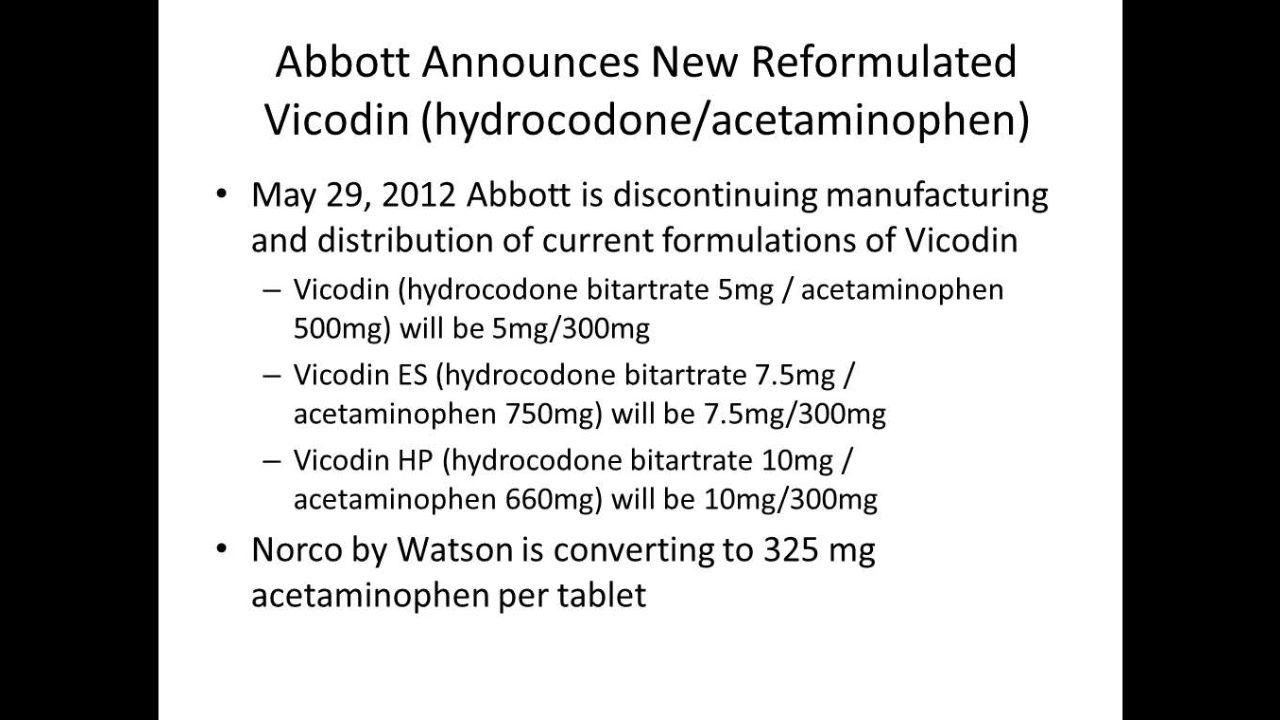 Abbott Announces New Reformulated
Vicodin (hydrocodone/acetaminophen)
• May 29, 2012 Abbott is discontinuing manufacturing
and distribution of current formulations of Vicodin
– Vicodin (hydrocodone bitartrate 5mg / acetaminophen
500mg) will be 5mg/300mg
– Vicodin ES (hydrocodone bitartrate 7.5mg /
acetaminophen 750mg) will be 7.5mg/300mg
– Vicodin HP (hydrocodone bitartrate 10mg /
acetaminophen 660mg) will be 10mg/300mg
• Norco by Watson is converting to 325 mg
acetaminophen per tablet